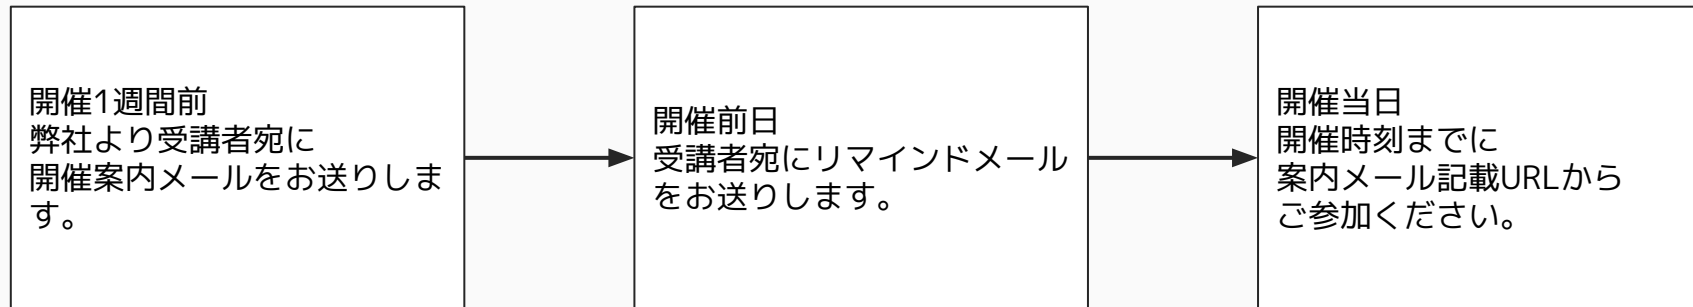 開催1週間前
弊社より受講者宛に
開催案内メールをお送りしま
す。
開催前日
受講者宛にリマインドメール
をお送りします。
開催当日
開催時刻までに
案内メール記載URLから
ご参加ください。